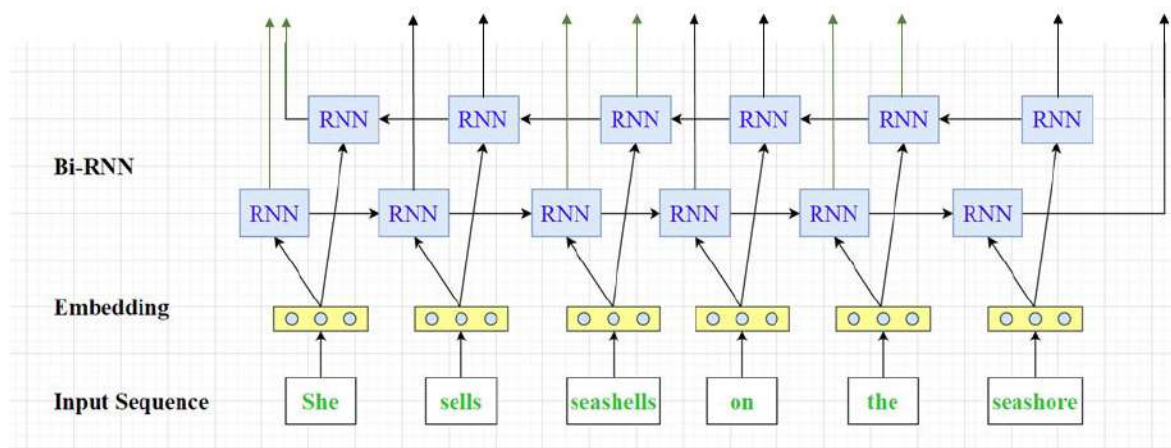 RNN RNN RNN RNN RNN RNN
Bi-RNN
RNN RNN RNN RNN RNN RNN
Embedding
Input Sequence She sells seashells on the seashore